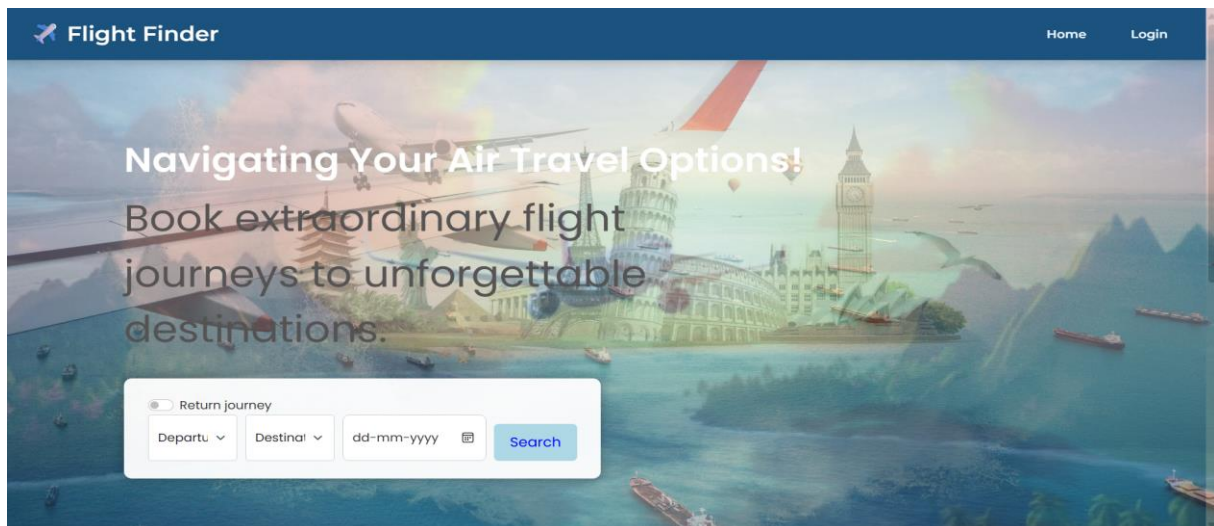 Flight Finder
Home
Login
Navigating Your Air Travel Options!
Book extraordinary flight
journeys to unforgettable
destinations.
Return journey
Departu
Destinat
dd-mm-yyyy
Search